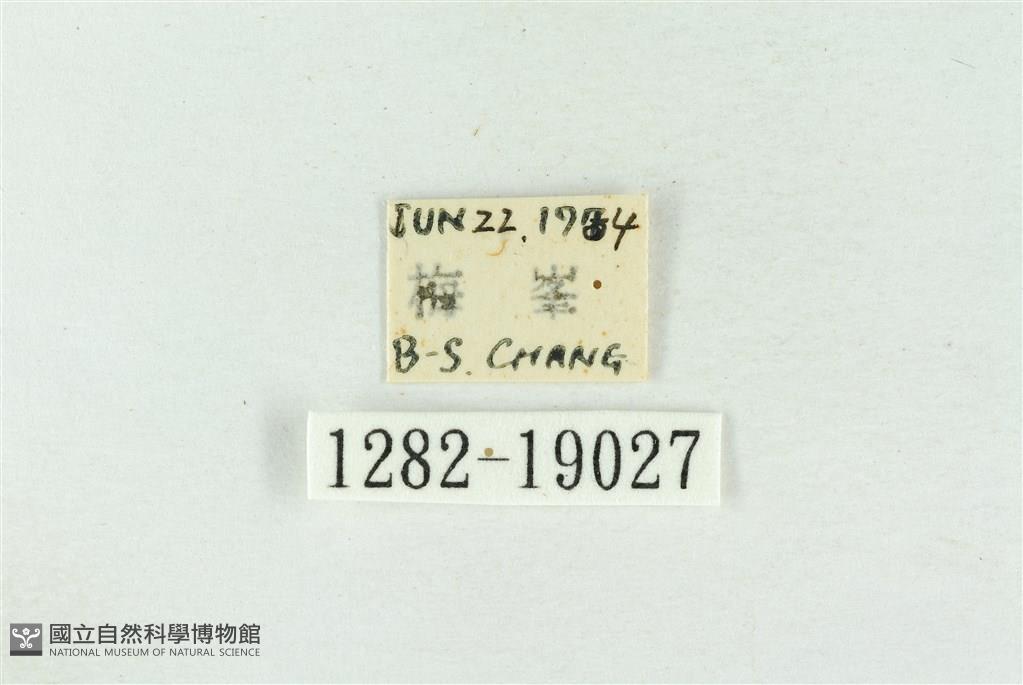 JUN 22. 1984
梅 峯
B-S. CHANG
1282-19027
國立自然科學博物館
NATIONAL MUSEUM OF NATURAL SCIENCE